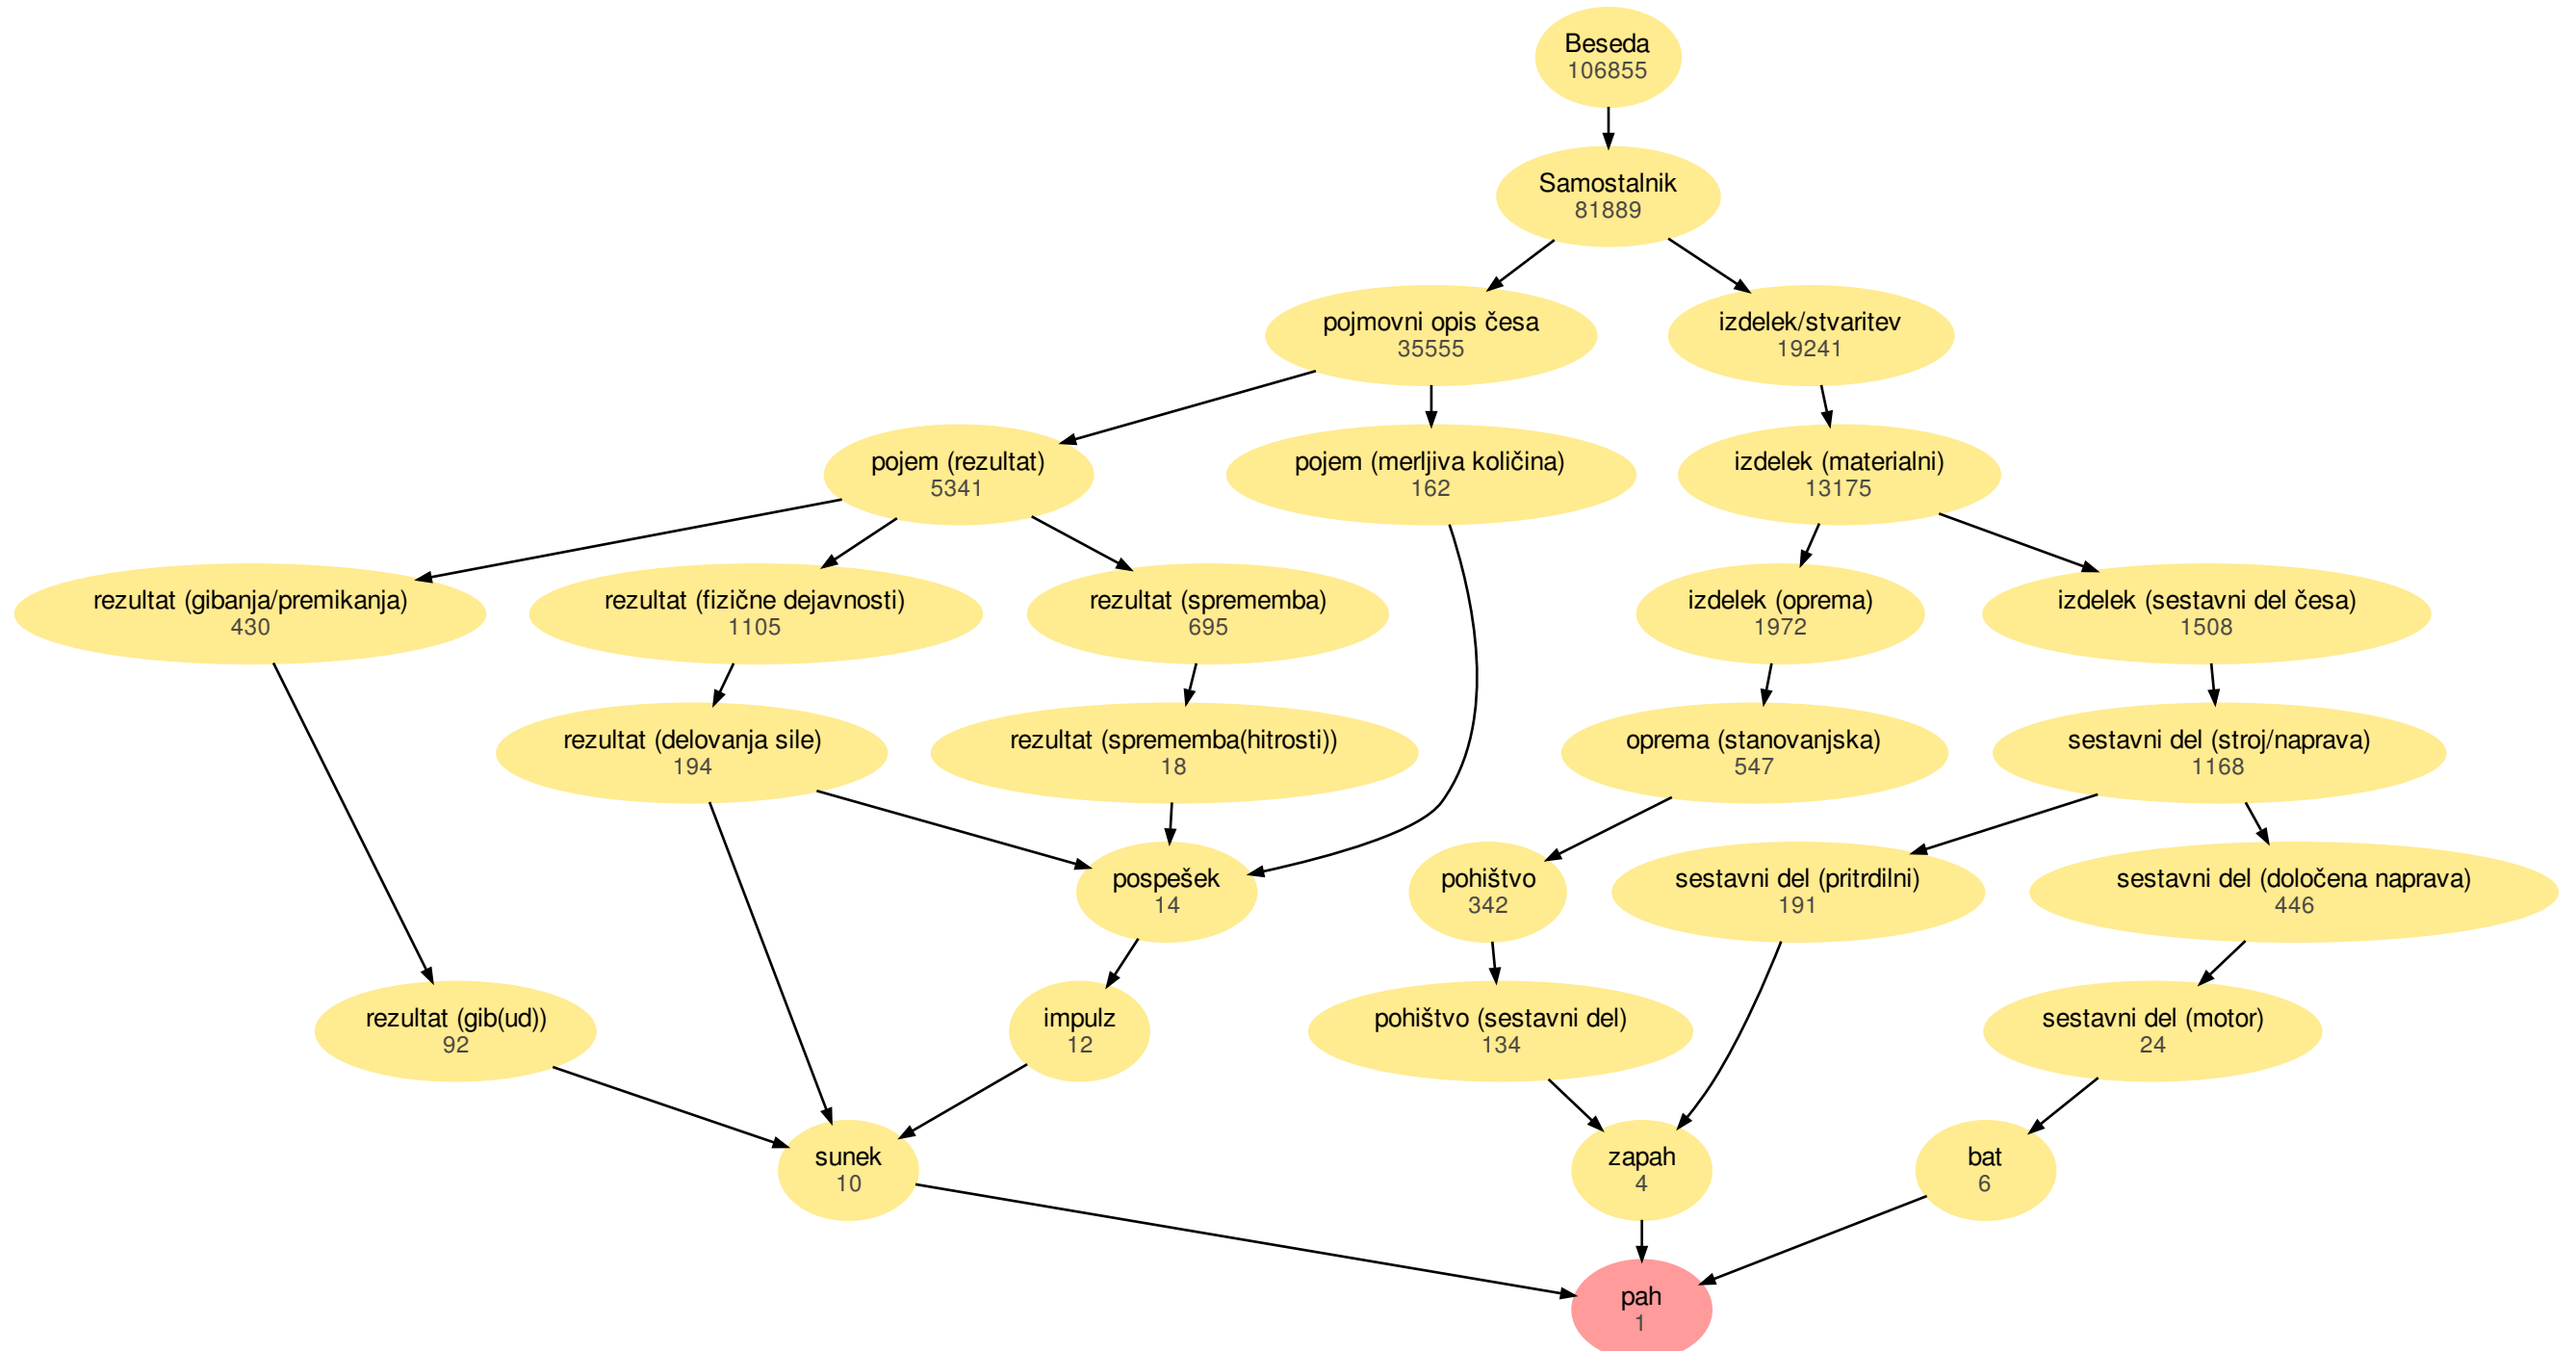 Beseda
106855
Samostalnik
81889
pojmovni opis česa
35555
izdelek/stvaritev
19241
pojem (rezultat)
5341
pojem (merljiva količina)
162
izdelek (materialni)
13175
rezultat (gibanja/premikanja)
430
rezultat (fizične dejavnosti)
1105
rezultat (sprememba)
695
izdelek (oprema)
1972
izdelek (sestavni del česa)
1508
rezultat (delovanja sile)
194
rezultat (sprememba(hitrosti))
18
oprema (stanovanjska)
547
sestavni del (stroj/naprava)
1168
pospešek
14
pohištvo
342
sestavni del (pritrdilni)
191
sestavni del (določena naprava)
446
rezultat (gib(ud))
92
impulz
12
pohištvo (sestavni del)
134
sestavni del (motor)
24
sunek
10
zapah
4
bat
6
pah
1